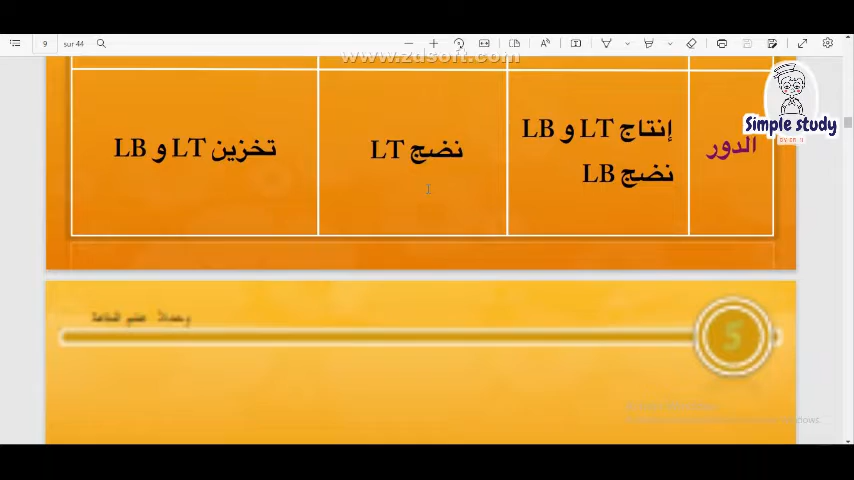 9 sur 44
www.zdsoft.com
Simple study
الدور
إنتاج LT و LB
نضج LB
نضج LT
تخزين LT و LB
5